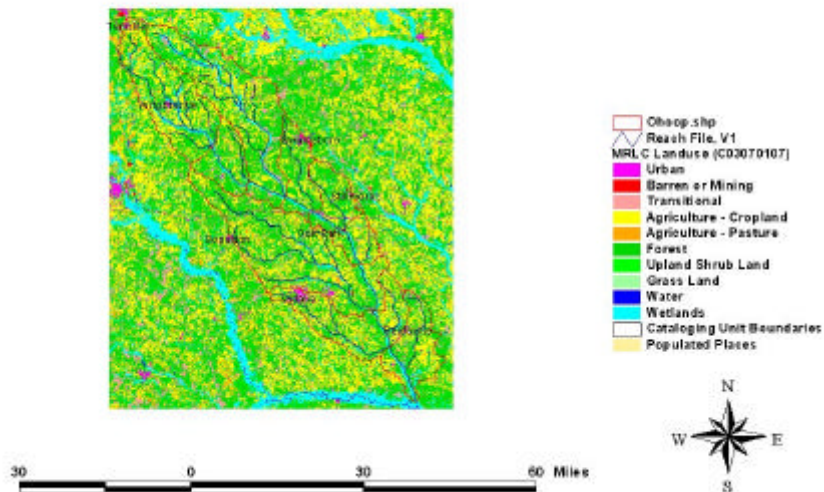 Ohoop.shp
Reach File, V1
MRLC Landuse (C03070107)
Urban
Barren or Mining
Transitional
Agriculture - Cropland
Agriculture - Pasture
Forest
Upland Shrub Land
Grass Land
Water
Wetlands
Cataloging Unit Boundaries
Populated Places
N
W E
S
30 0 30 60 Miles